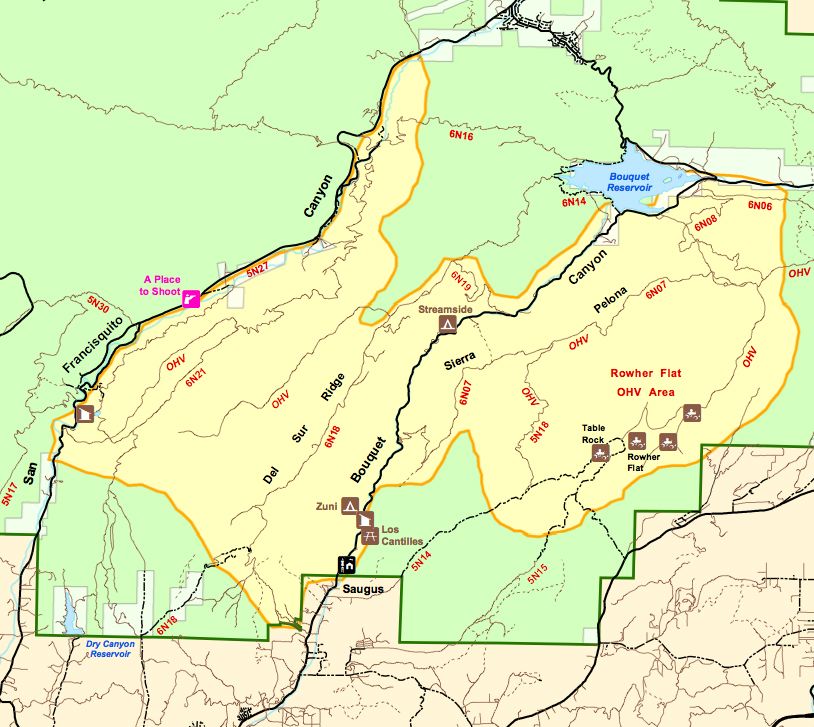 6N16
Bouquet
Reservoir
6N14
6N08
6N06
Canyon
5N27
A Place
to Shoot
6N19
Canyon
Pelona
6N07
OHV
5N30
Streamside
Francisquito
OHV
6N21
OHV
Sierra
OHV
OHV
Rowher Flat
OHV Area
6N07
OHV
Del Sur Ridge
6N18
5N18
Table
Rock
Rowher
Flat
Bouquet
San
5N17
Zuni
Los
Cantilles
5N14
5N15
Saugus
6N18
Dry Canyon
Reservoir